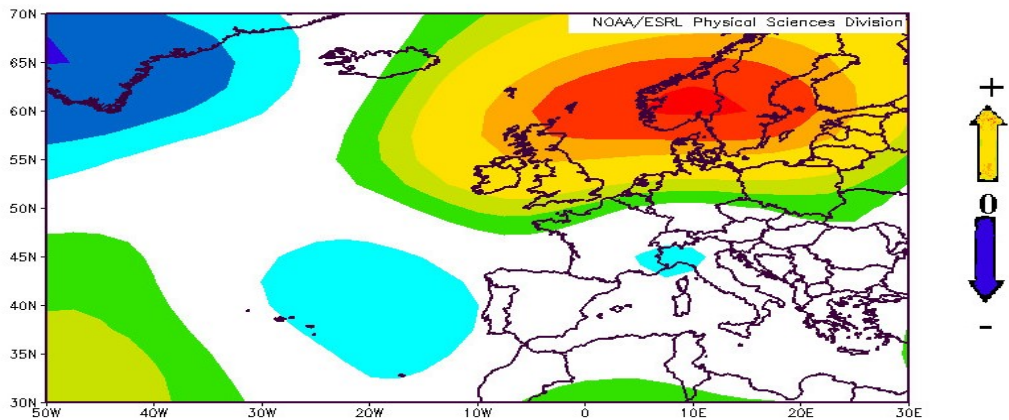 NOAA/ESRL Physical Sciences Division
70N
65N
60N
55N
50N
45N
40N
35N
30N
50W
40W
30W
20W
10W
0
10E
20E
30E
+
0
-